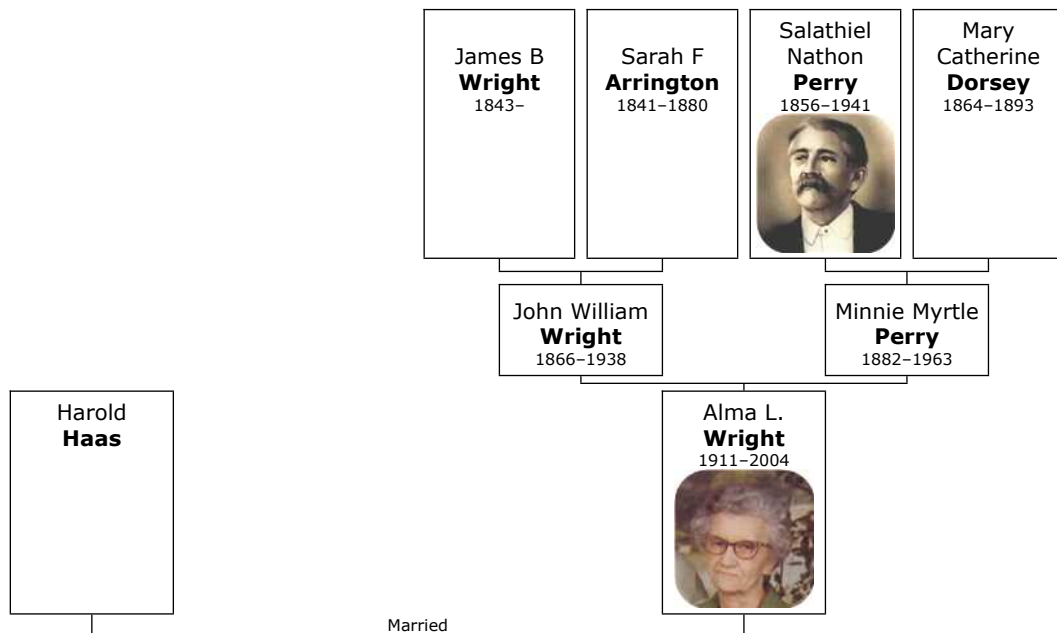 James B
Wright
1843–
Sarah F
Arrington
1841–1880
Salathiel
Nathon
Perry
1856–1941
Mary
Catherine
Dorsey
1864–1893
John William
Wright
1866–1938
Minnie Myrtle
Perry
1882–1963
Harold
Haas
Alma L.
Wright
1911–2004
Married